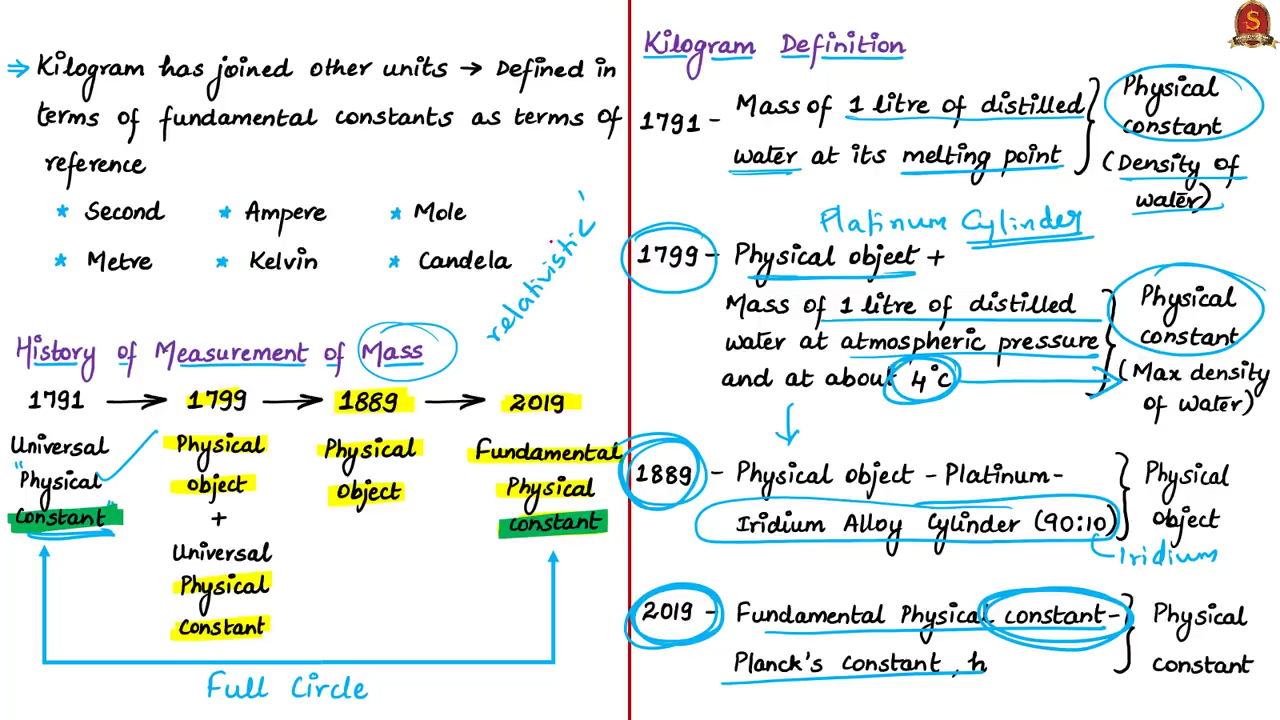 ⇒ Kilogram has joined other units → Defined in
terms of fundamental constants as terms of
reference
* Second * Ampere * Mole
* Metre * Kelvin * Candela
relativistic
History of Measurement of Mass
1791 → 1799 → 1889 → 2019
Universal
"Physical
Constant"
Physical
object
+
Universal
Physical
Constant
Physical
Object
Fundamental
Physical
constant
Full Circle
Kilogram Definition
1791 - Mass of 1 litre of distilled
water at its melting point
Physical
constant
(Density of
water)
Platinum Cylinder
1799 - Physical object +
Mass of 1 litre of distilled
water at atmospheric pressure
and at about 4°C
Physical
constant
(Max density
of water)
1889 - Physical object - Platinum-
Iridium Alloy Cylinder (90:10)
Iridium
Physical
object
2019 - Fundamental Physical constant-
Planck's Constant, h
Physical
constant
S